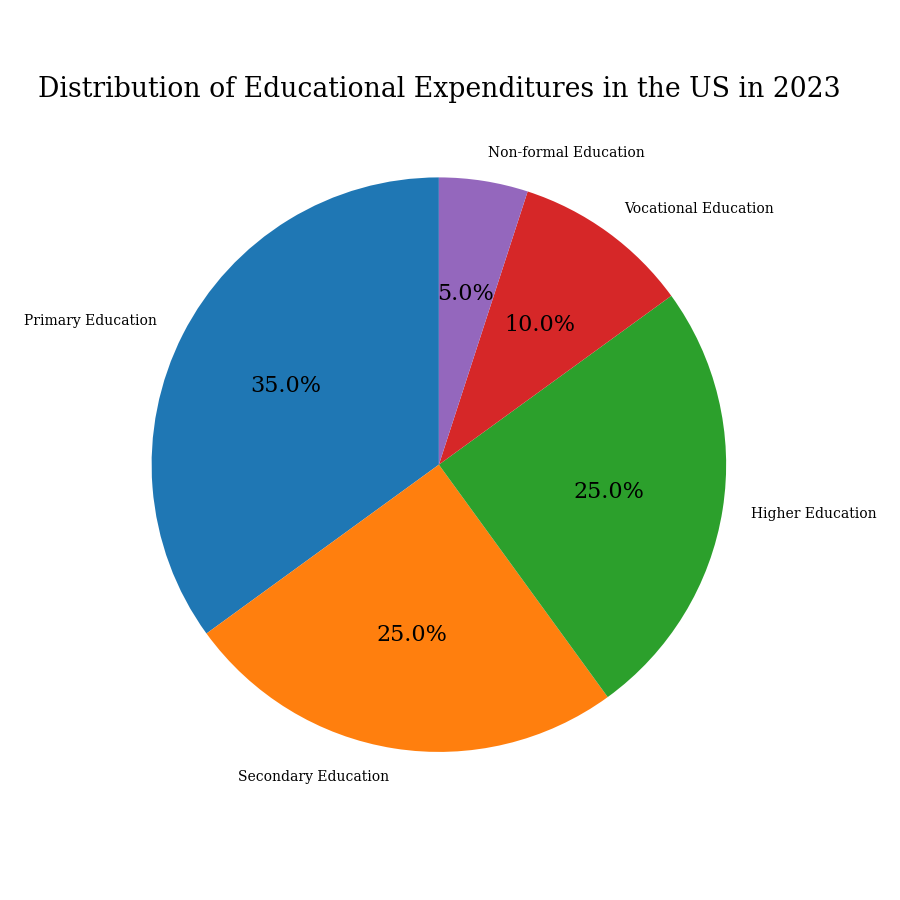 Distribution of Educational Expenditures in the US in 2023
Non-formal Education
Vocational Education
5.0%
10.0%
Primary Education
35.0%
25.0%
Higher Education
25.0%
Secondary Education